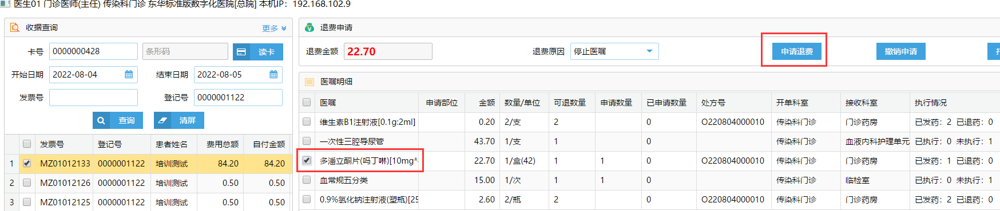 医生01 门诊医师(主任) 传染科门诊 东华标准版数字化医院[总院] 本机IP：192.168.102.9
收据查询 更多
卡号 0000000428 条形码 读卡
开始日期 2022-08-04 结束日期 2022-08-05
发票号 登记号 0000001122
查询 清屏
发票号 登记号 患者姓名 费用总额 自付金额
1 MZ01012133 0000001122 培训测试 84.20 84.20
2 MZ01012126 0000001122 培训测试 0.50 0.50
3 MZ01012125 0000001122 培训测试 0.50 0.50
退费申请
退费金额 22.70 退费原因 停止医嘱 申请退费 撤销申请
医嘱明细
医嘱 申请部位 金额 数量/单位 可退数量 申请数量 已申请数量 处方号 开单科室 接收科室 执行情况
维生素B1注射液[0.1g:2ml] 0.20 2/支 2 0 O220804000010 传染科门诊 门诊药房 已发药：2 已退药：0
一次性三腔导尿管 43.70 1/支 1 0 传染科门诊 血液内科护理单元 已执行：0 未执行：1
多潘立酮片(吗丁啉)[10mg* 22.70 1/盒(42) 1 1 0 O220804000010 传染科门诊 门诊药房 已发药：1 已退药：0
血常规五分类 15.00 1/次 1 1 0 传染科门诊 临检室 已执行：0 未执行：1
0.9%氯化钠注射液(塑瓶)[25 2.60 2/瓶 2 0 O220804000010 传染科门诊 门诊药房 已发药：2 已退药：0